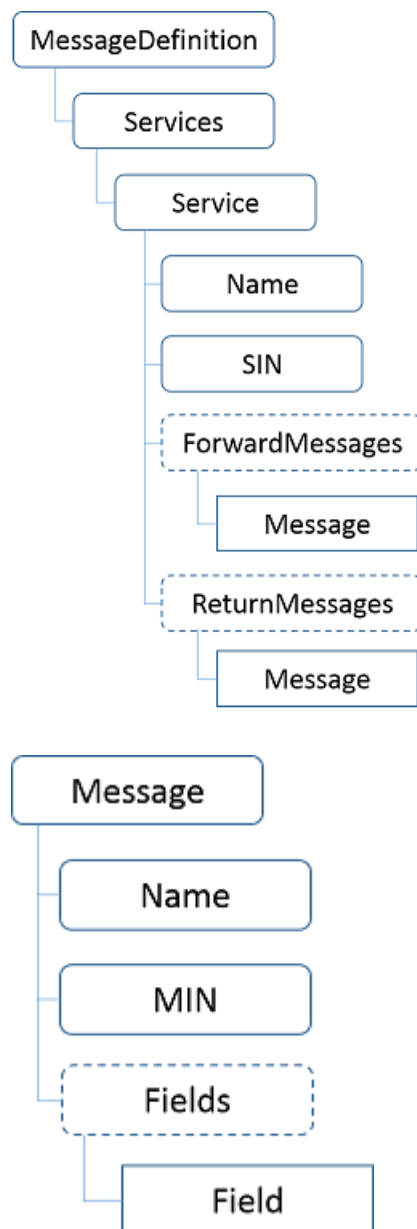 MessageDefinition
Services
Service
Name
SIN
ForwardMessages
Message
ReturnMessages
Message
Message
Name
MIN
Fields
Field